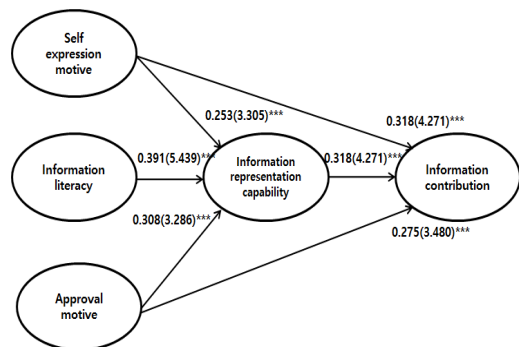 Self
expression
motive
0.253(3.305)***
0.318(4.271)***
Information
literacy
0.391(5.439)***
Information
representation
capability
0.318(4.271)***
Information
contribution
0.308(3.286)***
0.275(3.480)***
Approval
motive